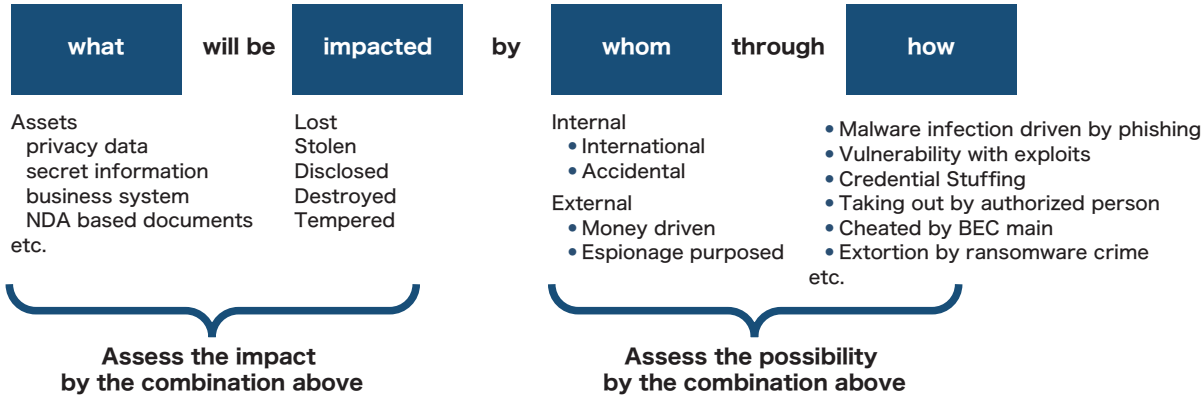 what will be impacted by whom through how
Assets
privacy data
secret information
business system
NDA based documents
etc.
Lost
Stolen
Disclosed
Destroyed
Tempered
Internal
• International
• Accidental
External
• Money driven
• Espionage purposed
• Malware infection driven by phishing
• Vulnerability with exploits
• Credential Stuffing
• Taking out by authorized person
• Cheated by BEC main
• Extortion by ransomware crime
etc.
Assess the impact
by the combination above
Assess the possibility
by the combination above